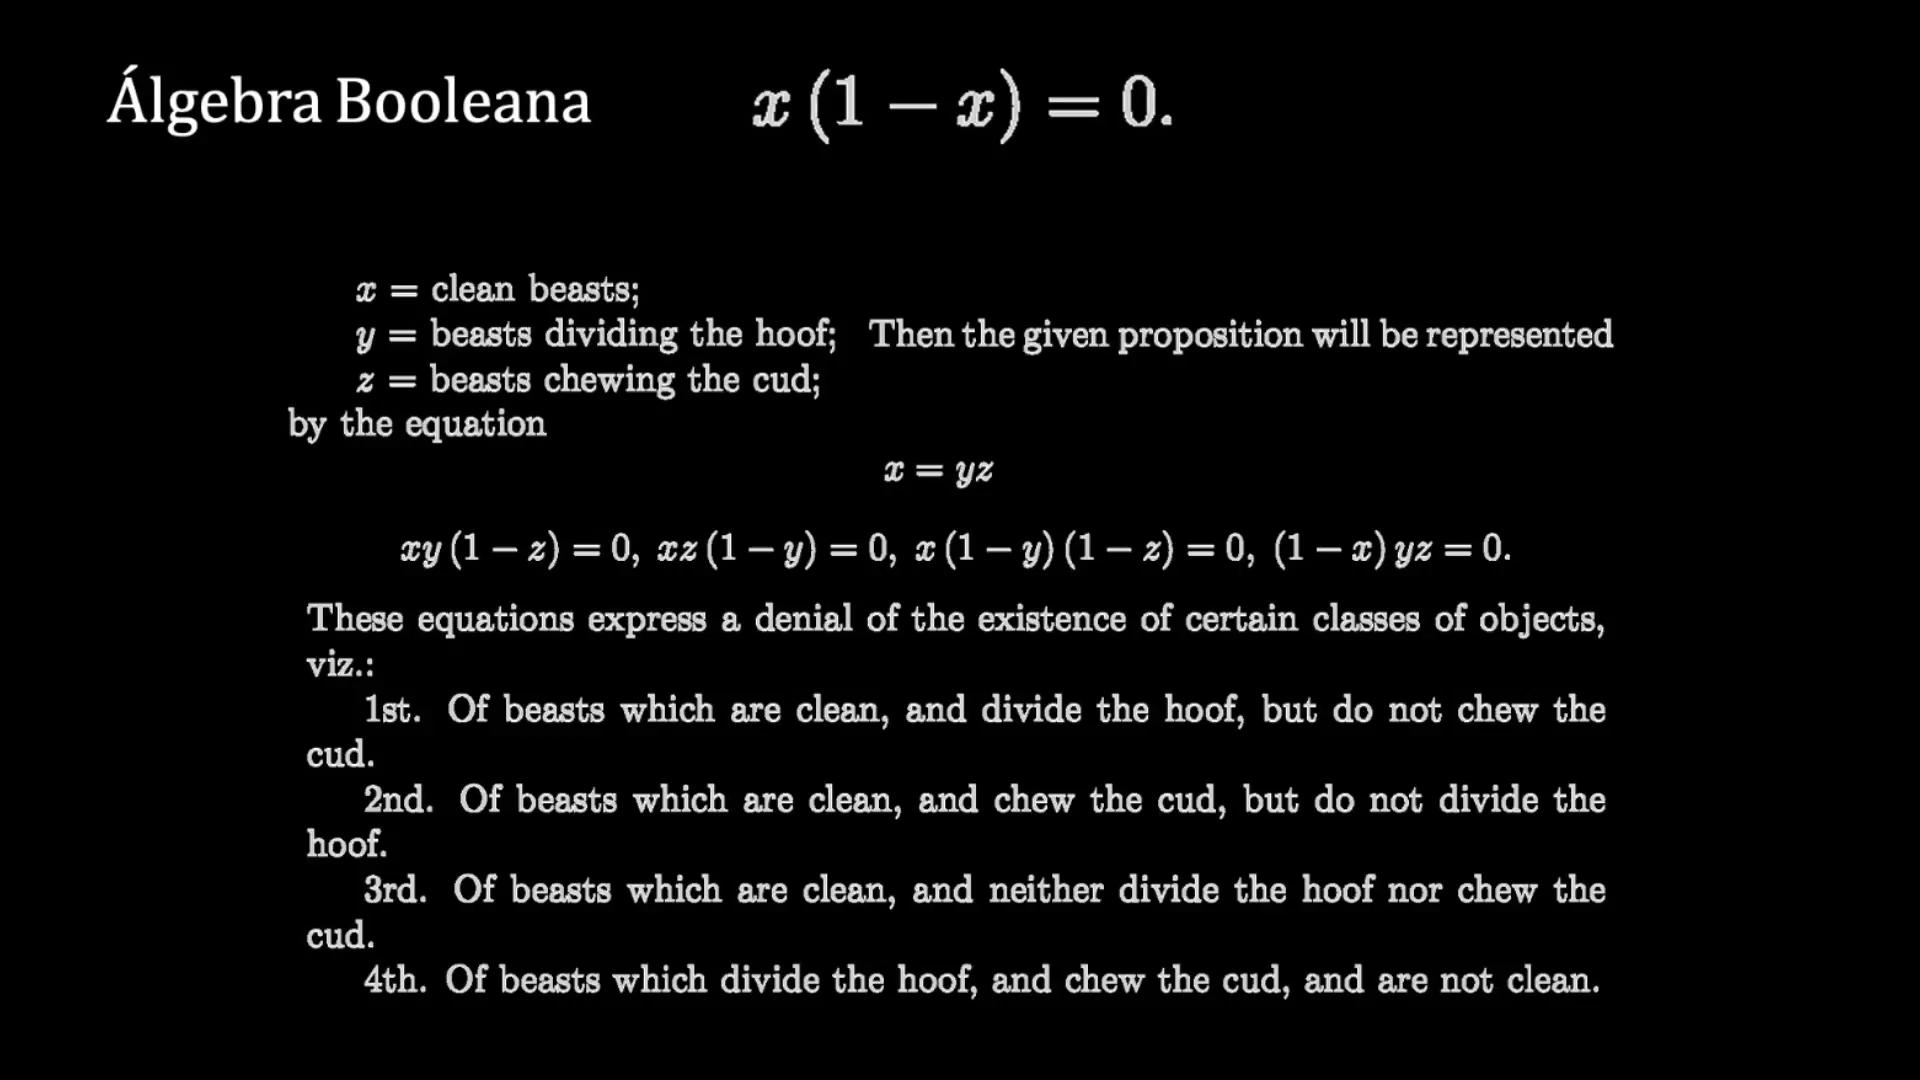 Álgebra Booleana
x (1 − x) = 0.
x = clean beasts;
y = beasts dividing the hoof; Then the given proposition will be represented
z = beasts chewing the cud;
by the equation
x = yz
xy (1 − z) = 0, xz (1 − y) = 0, x (1 − y) (1 − z) = 0, (1 − x) yz = 0.
These equations express a denial of the existence of certain classes of objects,
viz.:
1st. Of beasts which are clean, and divide the hoof, but do not chew the
cud.
2nd. Of beasts which are clean, and chew the cud, but do not divide the
hoof.
3rd. Of beasts which are clean, and neither divide the hoof nor chew the
cud.
4th. Of beasts which divide the hoof, and chew the cud, and are not clean.